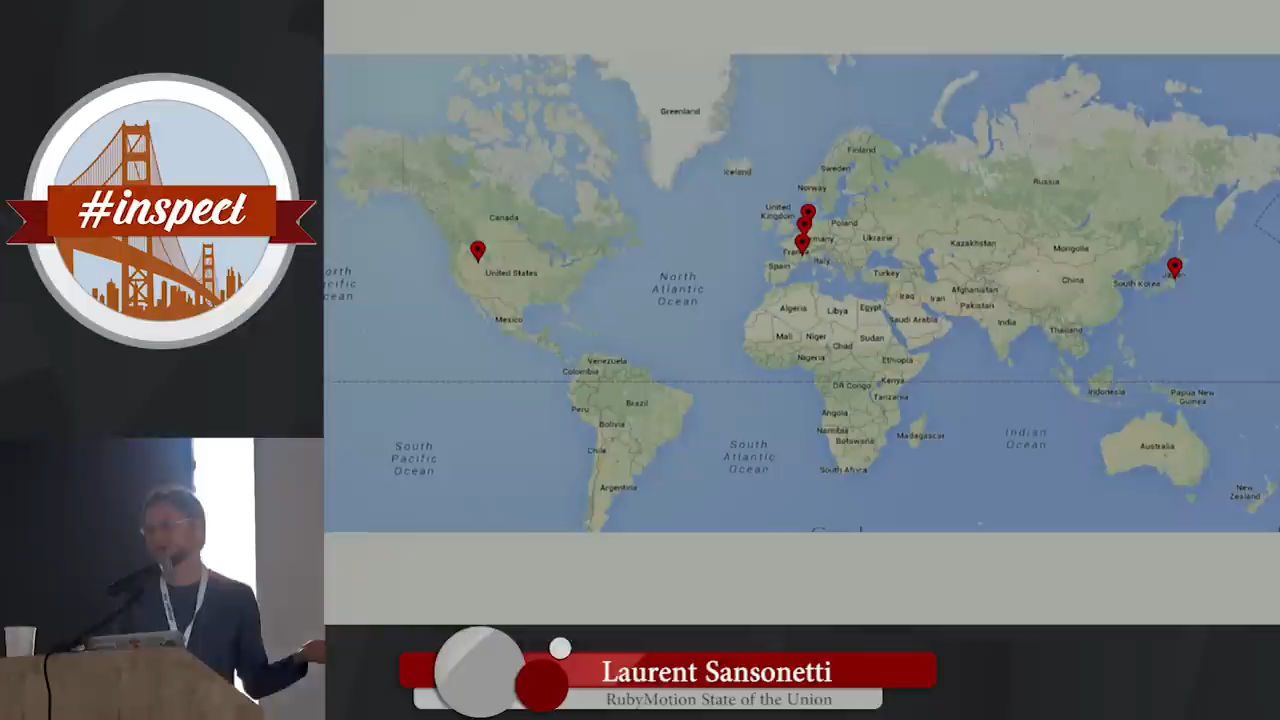 #inspect
Greenland
Iceland
Finland
Sweden
Norway
Russia
United
Kingdom
Poland
Canada
Ukraine
Kazakhstan
Mongolia
Spain
Italy
United States
Turkey
China
South Korea
North
Atlantic
Ocean
Afghanistan
Iraq
Iran
Pakistan
Algeria
Libya
Egypt
Saudi Arabia
India
Mexico
Mali
Niger
Sudan
Chad
Thailand
Nigeria
Ethiopia
Venezuela
Colombia
DR Congo
Kenya
Tanzania
Indonesia
Papua New
Guinea
Brazil
Peru
Angola
Bolivia
Namibia
Botswana
Madagascar
Indian
Ocean
Australia
South
Pacific
Ocean
South
Atlantic
Ocean
Chile
South Africa
Argentina
New
Zealand
Laurent Sansonetti
RubyMotion State of the Union